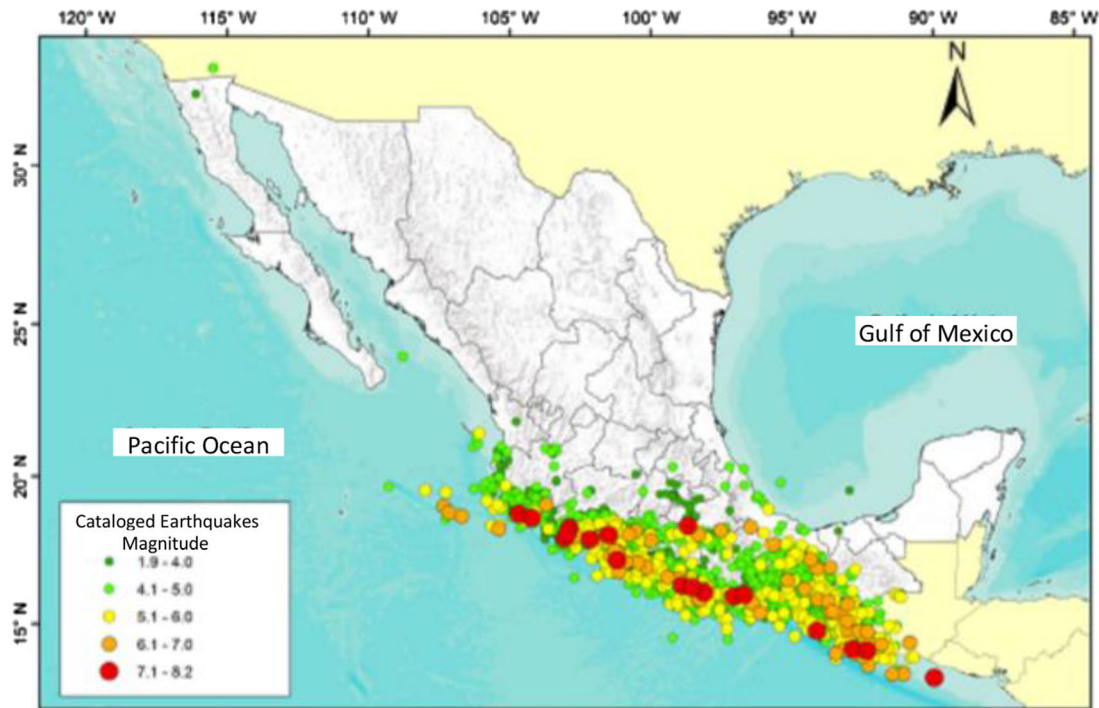 120° W 115° W 110° W 105° W 100° W 95° W 90° W 85° W
N
30° N
25° N
Gulf of Mexico
Pacific Ocean
20° N
Cataloged Earthquakes
Magnitude
1.9 - 4.0
4.1 - 5.0
5.1 - 6.0
6.1 - 7.0
7.1 - 8.2
15° N